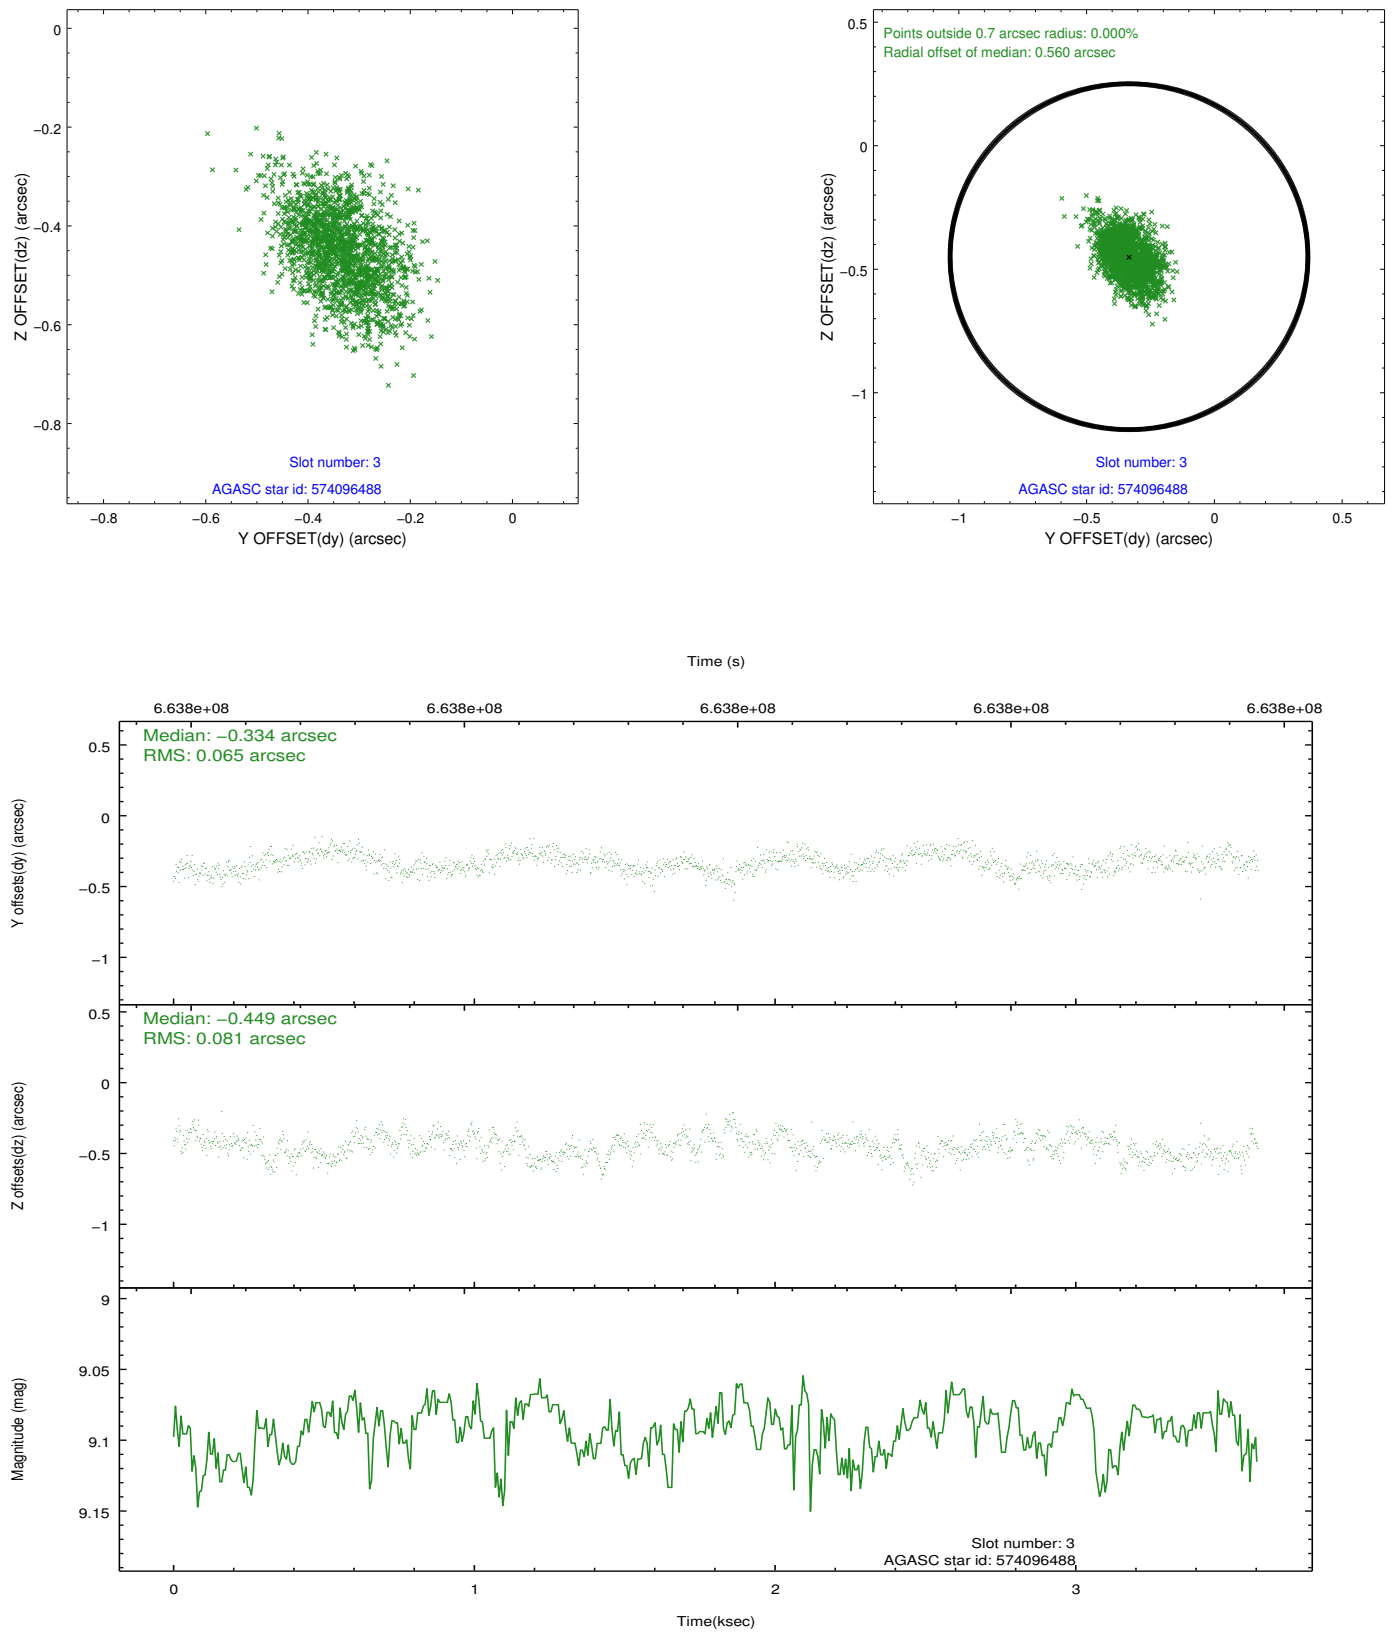 0
−0.2
−0.4
−0.6
−0.8
Z OFFSET(dz) (arcsec)
Slot number: 3
AGASC star id: 574096488
−0.8 −0.6 −0.4 −0.2 0
Y OFFSET(dy) (arcsec)
Points outside 0.7 arcsec radius: 0.000%
Radial offset of median: 0.560 arcsec
0.5
0
−0.5
−1
Z OFFSET(dz) (arcsec)
Slot number: 3
AGASC star id: 574096488
−1 −0.5 0 0.5
Y OFFSET(dy) (arcsec)
Time (s)
6.638e+08 6.638e+08 6.638e+08 6.638e+08 6.638e+08
Median: −0.334 arcsec
RMS: 0.065 arcsec
0.5
0
−0.5
−1
Y offsets(dy) (arcsec)
Median: −0.449 arcsec
RMS: 0.081 arcsec
0.5
0
−0.5
−1
Z offsets(dz) (arcsec)
9
9.05
9.1
9.15
Magnitude (mag)
Slot number: 3
AGASC star id: 574096488
0 1 2 3
Time(ksec)